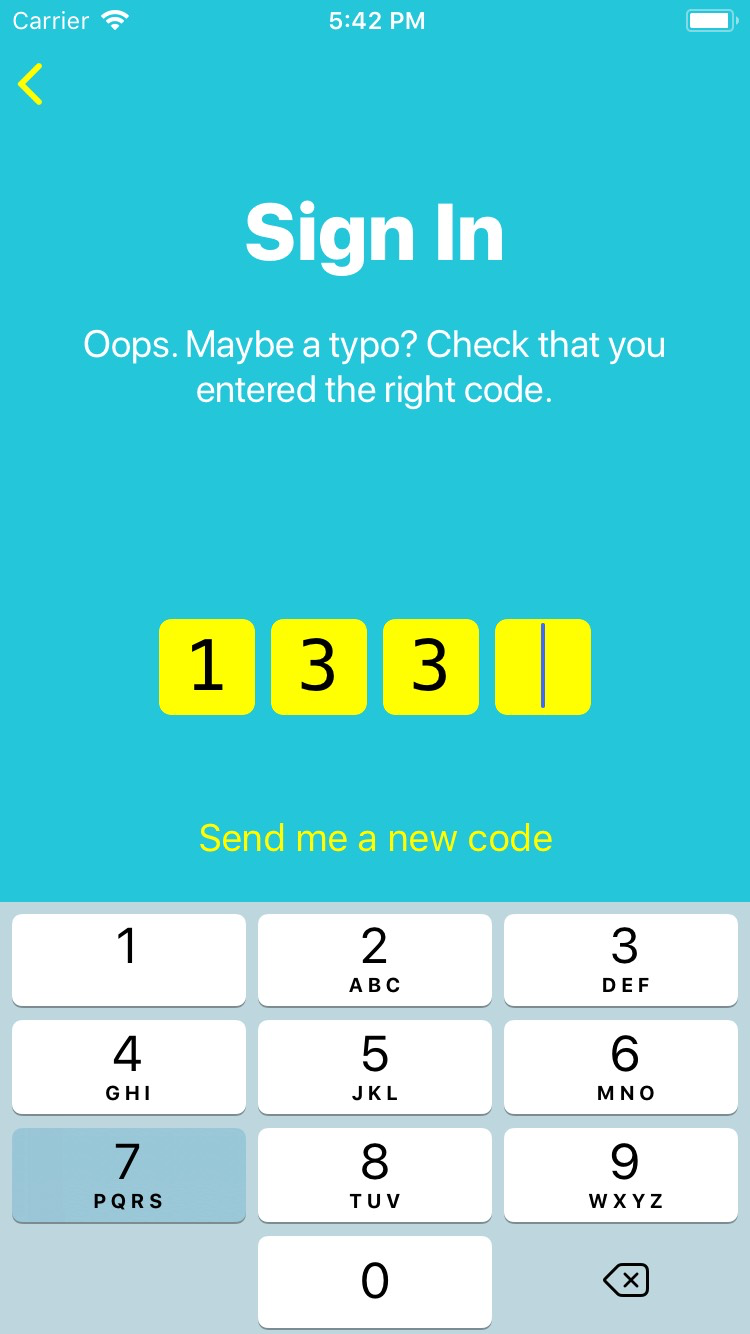 Carrier 5:42 PM
Sign In
Oops. Maybe a typo? Check that you
entered the right code.
1 3 3
Send me a new code
1 2 3
ABC DEF
4 5 6
GHI JKL MNO
7 8 9
PQRS TUV WXYZ
0